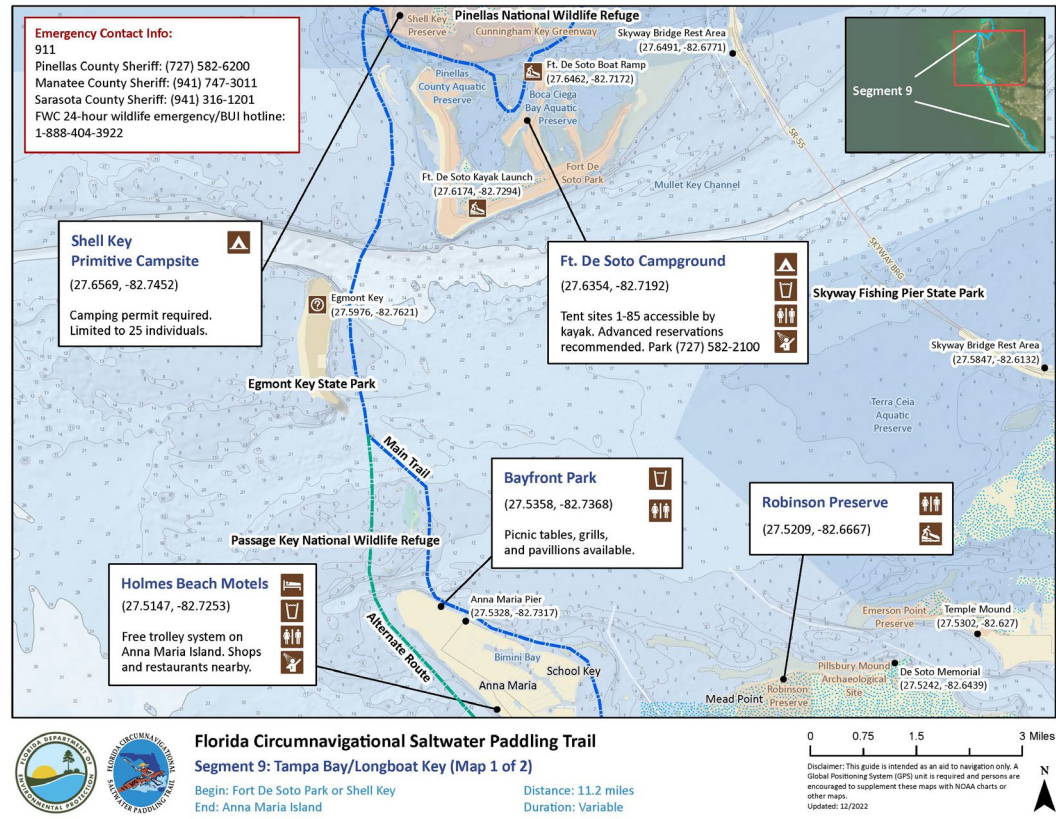 Emergency Contact Info:
911
Pinellas County Sheriff: (727) 582-6200
Manatee County Sheriff: (941) 747-3011
Sarasota County Sheriff: (941) 316-1201
FWC 24-hour wildlife emergency/BUI hotline:
1-888-404-3922
Pinellas National Wildlife Refuge
Shell Key
Preserve
Cunningham Key Greenway
Skyway Bridge Rest Area
(27.6491, -82.6771)
Ft. De Soto Boat Ramp
(27.6462, -82.7172)
Pinellas
County Aquatic
Preserve
Boca Ciega
Bay Aquatic
Preserve
Segment 9
SR-55
Fort De
Soto Park
Ft. De Soto Kayak Launch
(27.6174, -82.7294)
Mullet Key Channel
SKYWAY BRG
Shell Key
Primitive Campsite
(27.6569, -82.7452)
Camping permit required.
Limited to 25 individuals.
Ft. De Soto Campground
(27.6354, -82.7192)
Tent sites 1-85 accessible by
kayak. Advanced reservations
recommended. Park (727) 582-2100
Skyway Fishing Pier State Park
Egmont Key
(27.5976, -82.7621)
Skyway Bridge Rest Area
(27.5847, -82.6132)
Egmont Key State Park
Terra Ceia
Aquatic
Preserve
Main Trail
Bayfront Park
(27.5358, -82.7368)
Picnic tables, grills,
and pavillions available.
Robinson Preserve
(27.5209, -82.6667)
Passage Key National Wildlife Refuge
Holmes Beach Motels
(27.5147, -82.7253)
Free trolley system on
Anna Maria Island. Shops
and restaurants nearby.
Anna Maria Pier
(27.5328, -82.7317)
Alternate Route
Bimini Bay
School Key
Anna Maria
Emerson Point
Preserve
Temple Mound
(27.5302, -82.627)
Pillsbury Mound
Archaeological
Site
De Soto Memorial
(27.5242, -82.6439)
Mead Point
Robinson
Preserve
FLORIDA DEPARTMENT OF
ENVIRONMENTAL PROTECTION
FLORIDA CIRCUMNAVIGATIONAL
SALTWATER PADDLING TRAIL
Florida Circumnavigational Saltwater Paddling Trail
Segment 9: Tampa Bay/Longboat Key (Map 1 of 2)
Begin: Fort De Soto Park or Shell Key
End: Anna Maria Island
Distance: 11.2 miles
Duration: Variable
0 0.75 1.5 3 Miles
Disclaimer: This guide is intended as an aid to navigation only. A
Global Positioning System (GPS) unit is required and persons are
encouraged to supplement these maps with NOAA charts or
other maps.
Updated: 12/2022
N